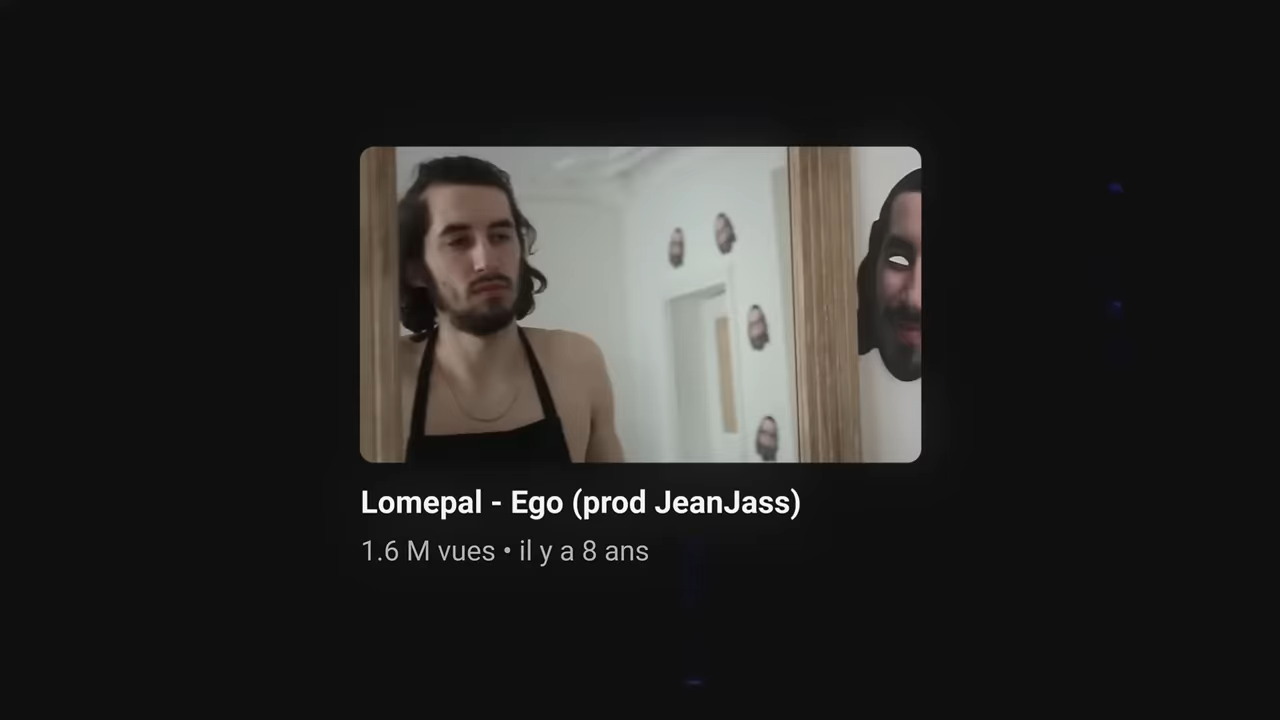 Lomepal - Ego (prod JeanJass)
1.6 M vues • il y a 8 ans